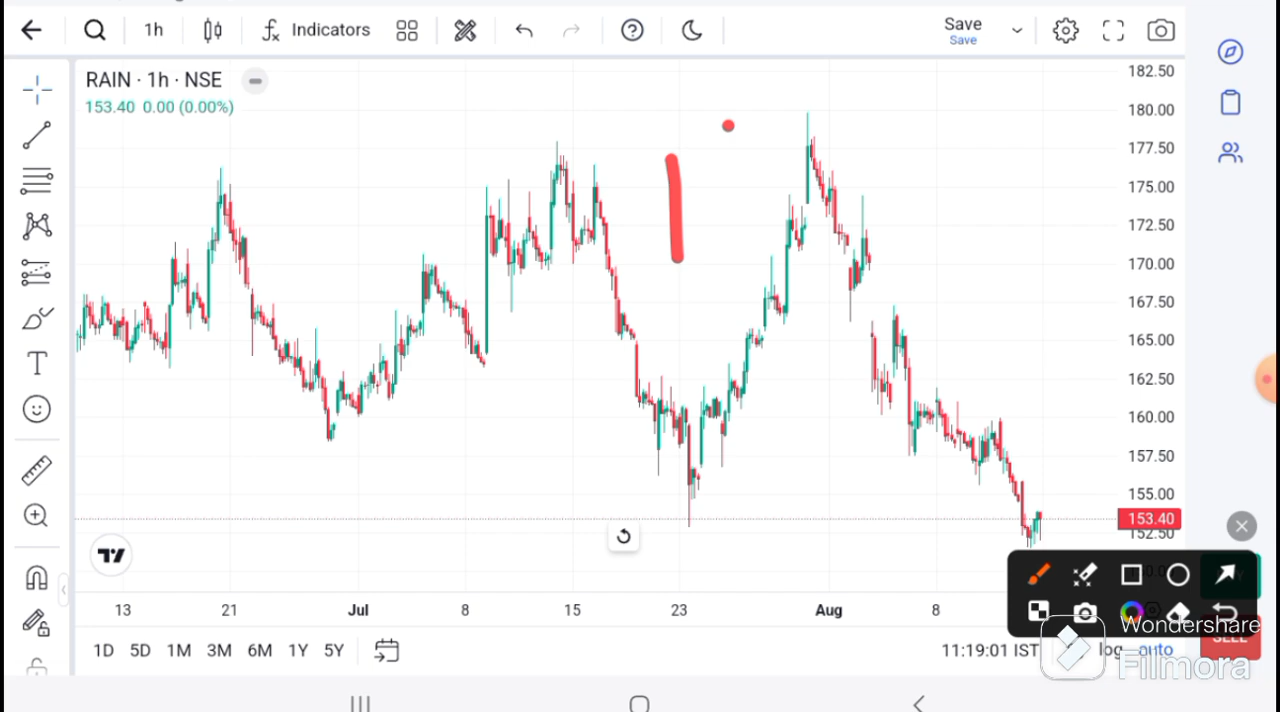 1h
Indicators
Save
Save
RAIN · 1h · NSE
153.40 0.00 (0.00%)
182.50
180.00
177.50
175.00
172.50
170.00
167.50
165.00
162.50
160.00
157.50
155.00
153.40
152.50
13 21 Jul 8 15 23 Aug 8
1D 5D 1M 3M 6M 1Y 5Y
11:19:01 IST
log auto
SELL
Wondershare
Filmora